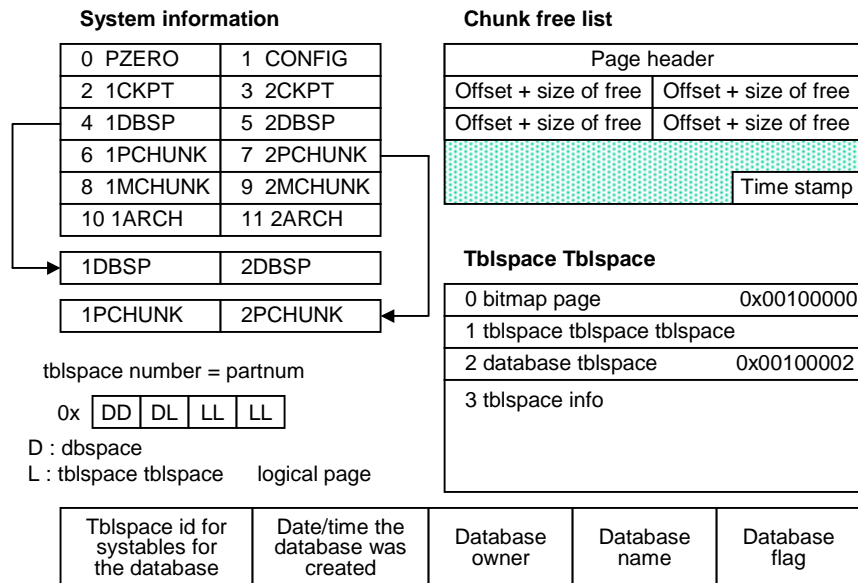 System information
0 PZERO 1 CONFIG
2 1CKPT 3 2CKPT
4 1DBSP 5 2DBSP
6 1PCHUNK 7 2PCHUNK
8 1MCHUNK 9 2MCHUNK
10 1ARCH 11 2ARCH
1DBSP 2DBSP
1PCHUNK 2PCHUNK
Chunk free list
Page header
Offset + size of free Offset + size of free
Offset + size of free Offset + size of free
Time stamp
Tblspace Tblspace
0 bitmap page 0x00100000
1 tblspace tblspace tblspace
2 database tblspace 0x00100002
3 tblspace info
tblspace number = partnum
0x DD DL LL LL
D : dbspace
L : tblspace tblspace logical page
Tblspace id for
systables for
the database
Date/time the
database was
created
Database
owner
Database
name
Database
flag